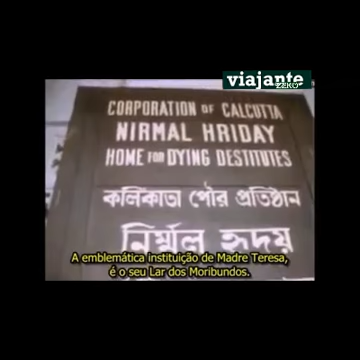 viajante
ZERO
CORPORATION OF CALCUTTA
NIRMAL HRIDAY
HOME FOR DYING DESTITUTES
কলিকাতা পৌর প্রতিষ্ঠান
নির্ম্মল হৃদয়
A emblemática instituição de Madre Teresa,
é o seu Lar dos Moribundos.